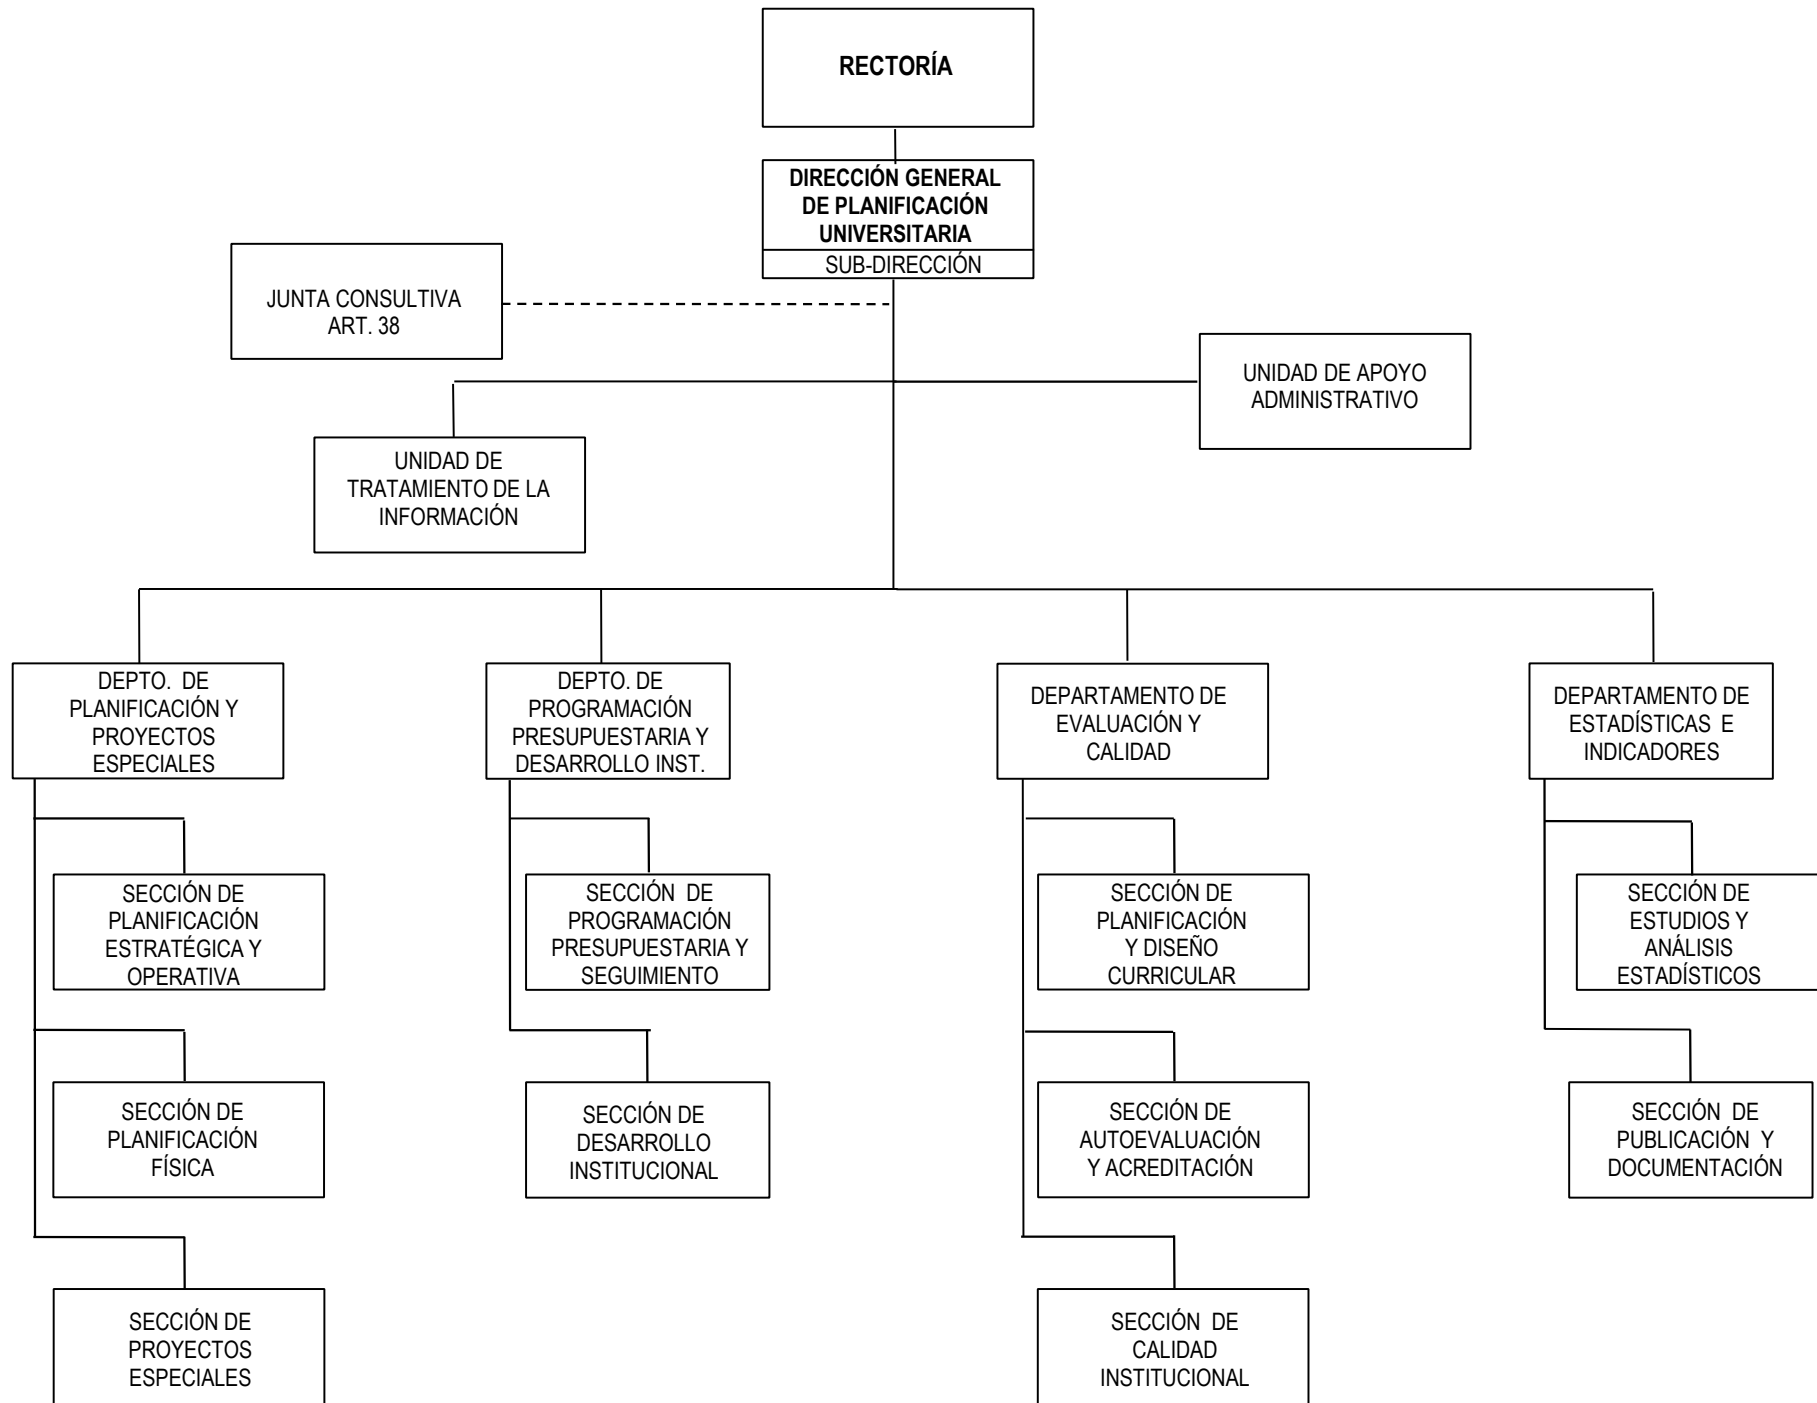 RECTORÍA
DIRECCIÓN GENERAL
DE PLANIFICACIÓN
UNIVERSITARIA
SUB-DIRECCIÓN
JUNTA CONSULTIVA
ART. 38
UNIDAD DE APOYO
ADMINISTRATIVO
UNIDAD DE
TRATAMIENTO DE LA
INFORMACIÓN
DEPTO. DE
PLANIFICACIÓN Y
PROYECTOS
ESPECIALES
DEPTO. DE
PROGRAMACIÓN
PRESUPUESTARIA Y
DESARROLLO INST.
DEPARTAMENTO DE
EVALUACIÓN Y
CALIDAD
DEPARTAMENTO DE
ESTADÍSTICAS E
INDICADORES
SECCIÓN DE
PLANIFICACIÓN
ESTRATÉGICA Y
OPERATIVA
SECCIÓN DE
PROGRAMACIÓN
PRESUPUESTARIA Y
SEGUIMIENTO
SECCIÓN DE
PLANIFICACIÓN
Y DISEÑO
CURRICULAR
SECCIÓN DE
ESTUDIOS Y
ANÁLISIS
ESTADÍSTICOS
SECCIÓN DE
PLANIFICACIÓN
FÍSICA
SECCIÓN DE
DESARROLLO
INSTITUCIONAL
SECCIÓN DE
AUTOEVALUACIÓN
Y ACREDITACIÓN
SECCIÓN DE
PUBLICACIÓN Y
DOCUMENTACIÓN
SECCIÓN DE
PROYECTOS
ESPECIALES
SECCIÓN DE
CALIDAD
INSTITUCIONAL